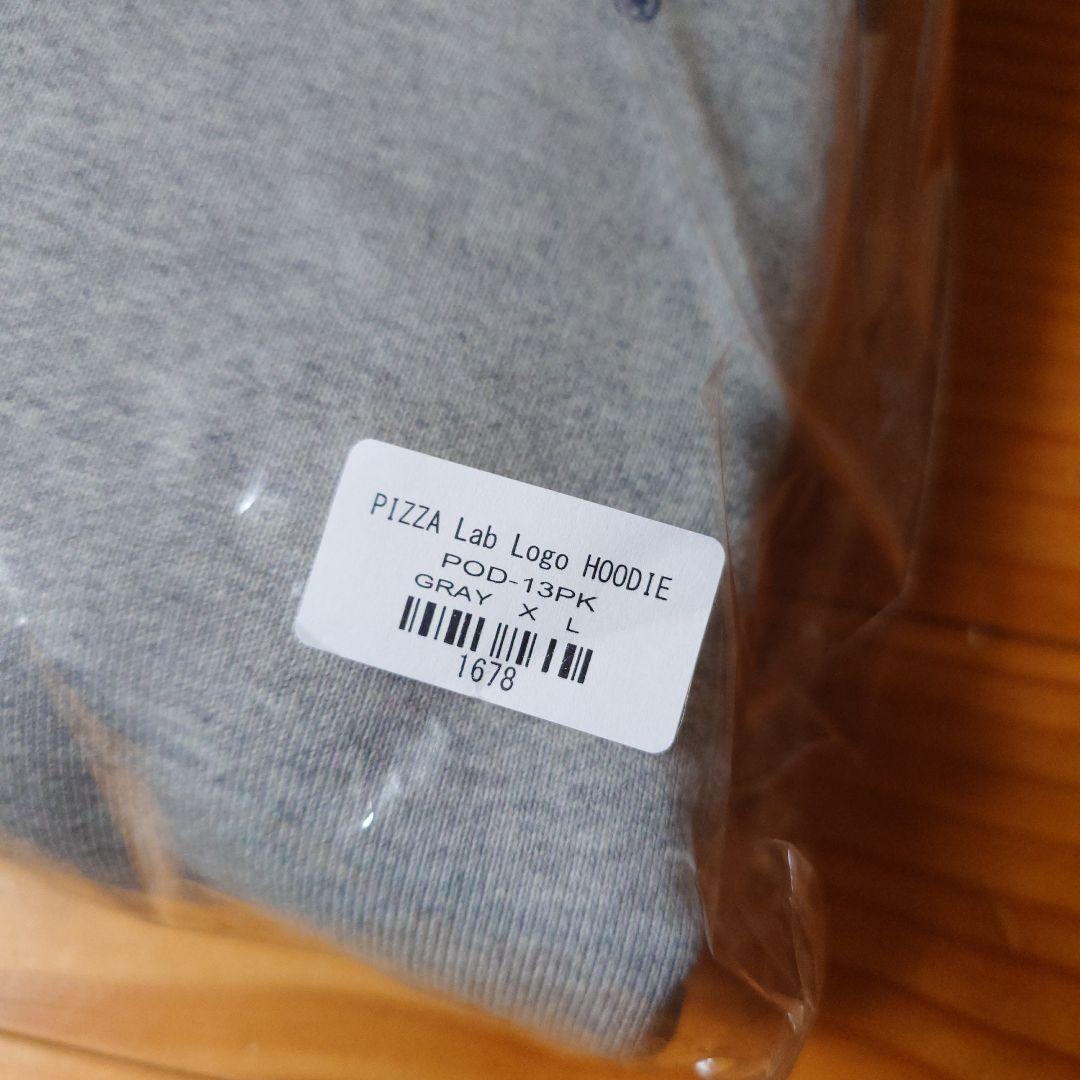 PIZZA Lab Logo HOODIE
POD-13PK
GRAY X L
1678